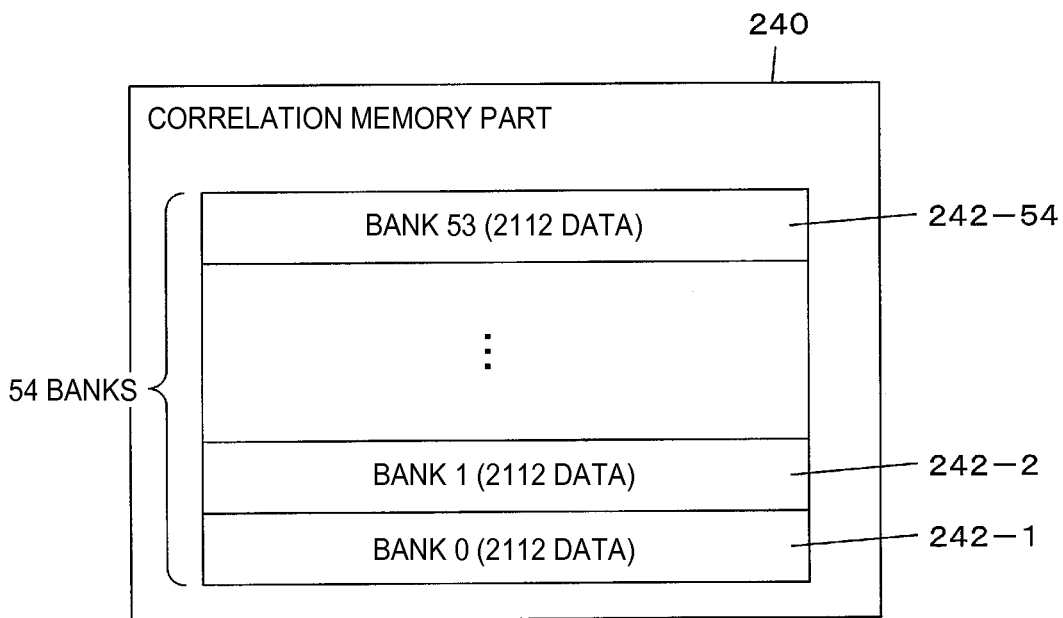 240
CORRELATION MEMORY PART
BANK 53 (2112 DATA)
242-54
⋮
54 BANKS
BANK 1 (2112 DATA)
242-2
BANK 0 (2112 DATA)
242-1